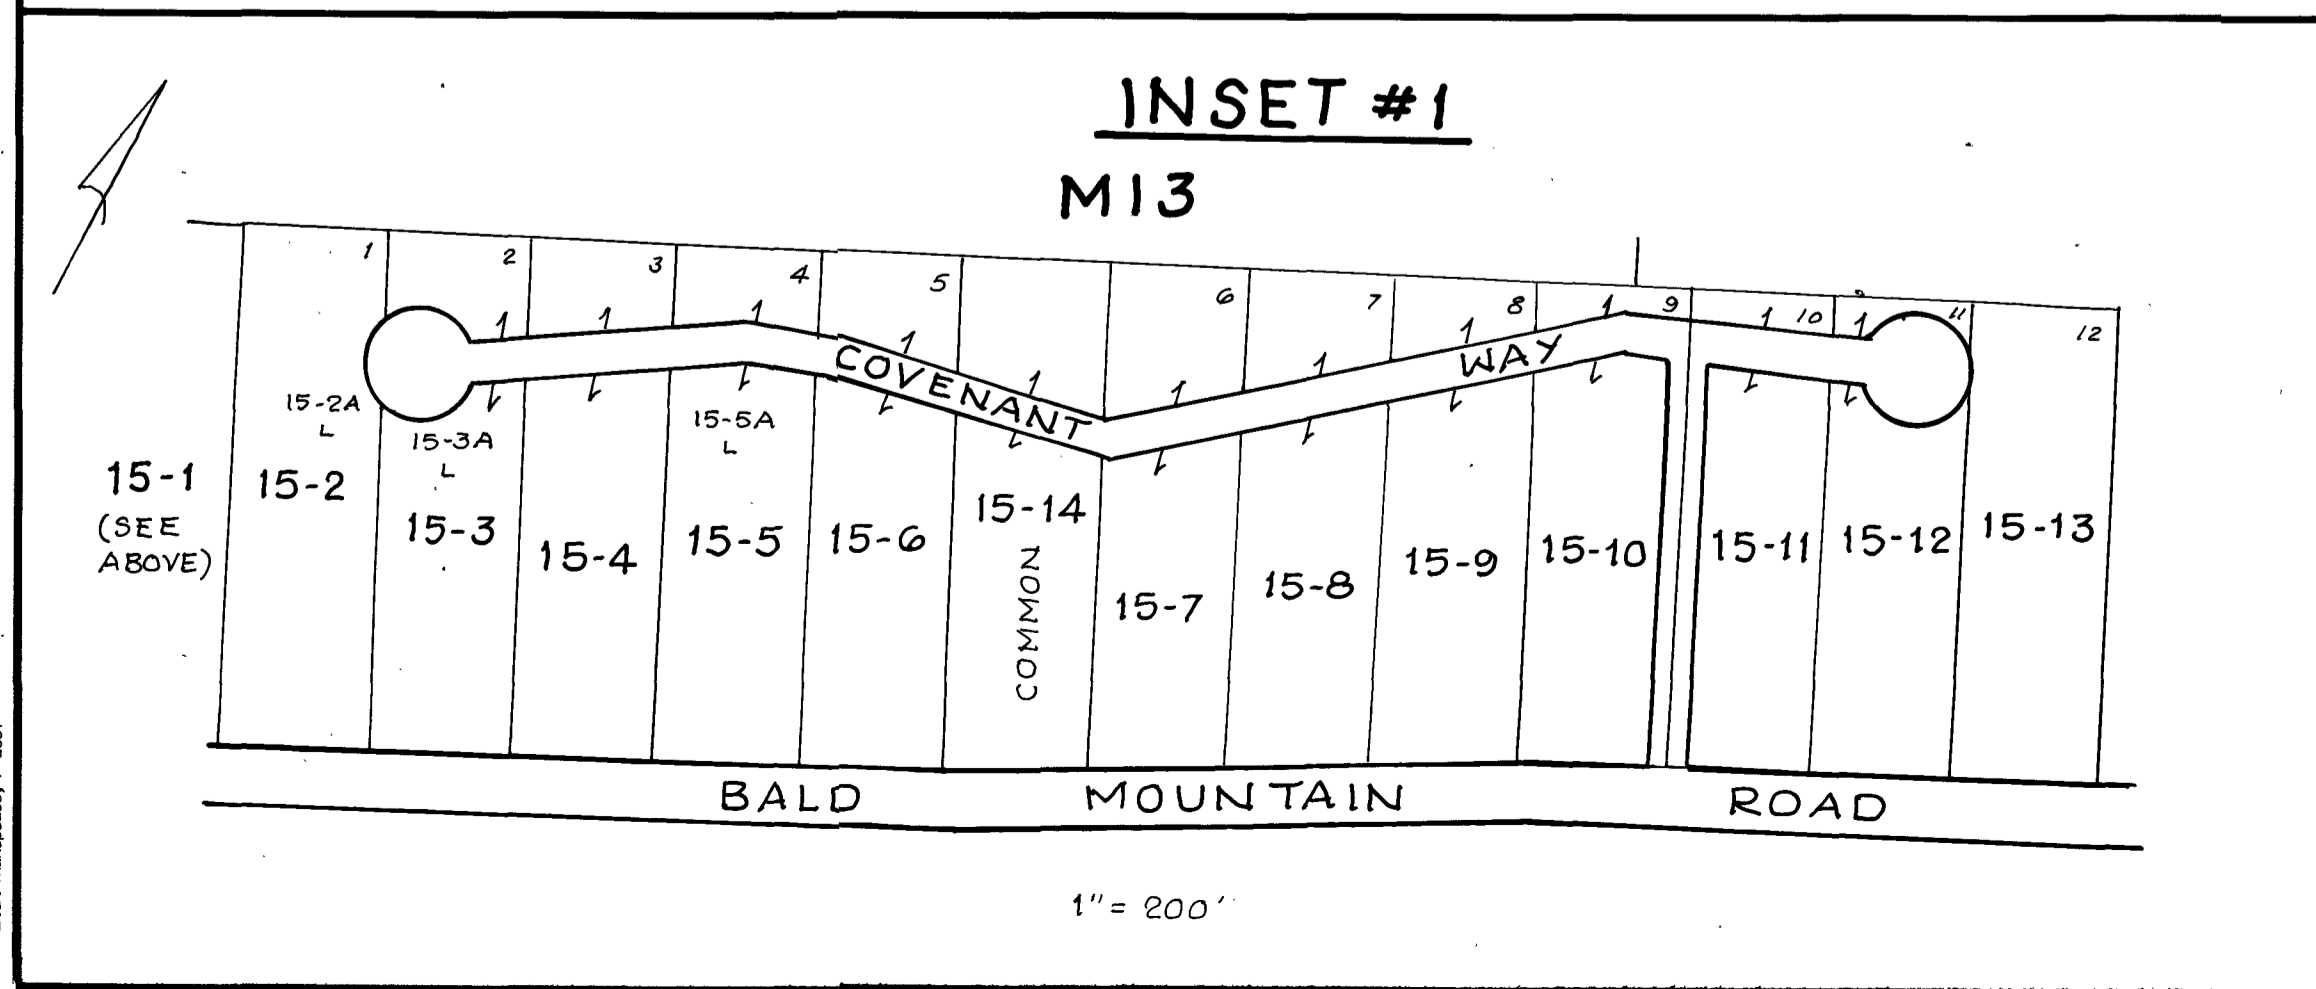 INSET #1
M13
1 2 3 4 5 6 7 8 9 10 11 12
COVENANT WAY
15-2A
L
15-3A
L
15-5A
L
15-1
(SEE
ABOVE)
15-2
15-3
15-4
15-5
15-6
15-14
COMMON
15-7
15-8
15-9
15-10
15-11
15-12
15-13
BALD MOUNTAIN ROAD
1"= 200'